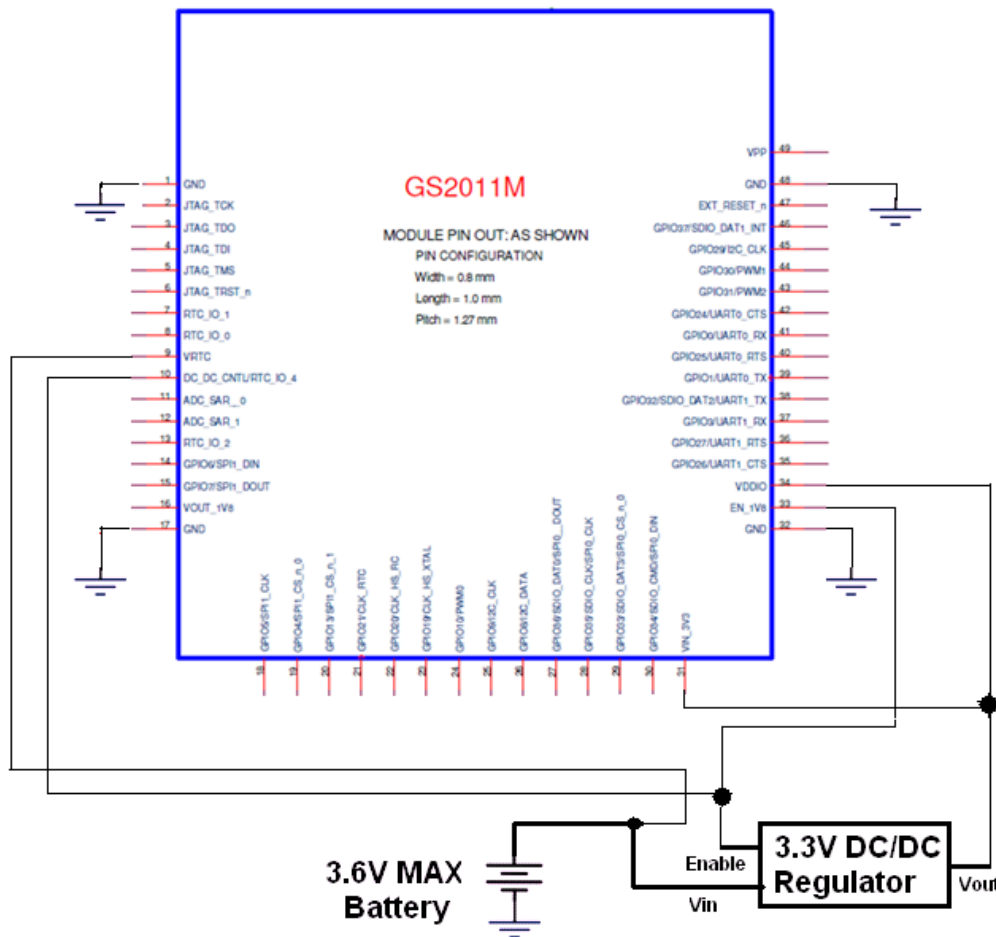 GS2011M
MODULE PIN OUT: AS SHOWN
PIN CONFIGURATION
Width = 0.8 mm
Length = 1.0 mm
Pitch = 1.27 mm
1 GND
2 JTAG_TCK
3 JTAG_TDO
4 JTAG_TDI
5 JTAG_TMS
6 JTAG_TRST_n
7 RTC_IO_1
8 RTC_IO_0
9 VRTC
10 DC_DC_CNTL/RTC_IO_4
11 ADC_SAR_0
12 ADC_SAR_1
13 RTC_IO_2
14 GPIO6/SPI1_DIN
15 GPIO7/SPI1_DOUT
16 VOUT_1V8
17 GND
GPIO5/SPI1_CLK 18
GPIO4/SPI1_CS_n_0 19
GPIO13/SPI1_CS_n_1 20
GPIO21/CLK_RTC 21
GPIO20/CLK_HS_RC 22
GPIO19/CLK_HS_XTAL 23
GPIO10/PWM0 24
GPIO9/I2C_CLK 25
GPIO8/I2C_DATA 26
GPIO36/SDIO_DAT0/SPI0_DOUT 27
GPIO35/SDIO_CLK/SPI0_CLK 28
GPIO33/SDIO_DAT3/SPI0_CS_n_0 29
GPIO34/SDIO_CMD/SPI0_DIN 30
VIN_3V3 31
VPP 49
GND 48
EXT_RESET_n 47
GPIO37/SDIO_DAT1_INT 46
GPIO29/I2C_CLK 45
GPIO30/PWM1 44
GPIO31/PWM2 43
GPIO24/UART0_CTS 42
GPIO0/UART0_RX 41
GPIO25/UART0_RTS 40
GPIO1/UART0_TX 39
GPIO32/SDIO_DAT2/UART1_TX 38
GPIO3/UART1_RX 37
GPIO27/UART1_RTS 36
GPIO26/UART1_CTS 35
VDDIO 34
EN_1V8 33
GND 32
3.6V MAX
Battery
Enable
Vin
3.3V DC/DC
Regulator
Vout